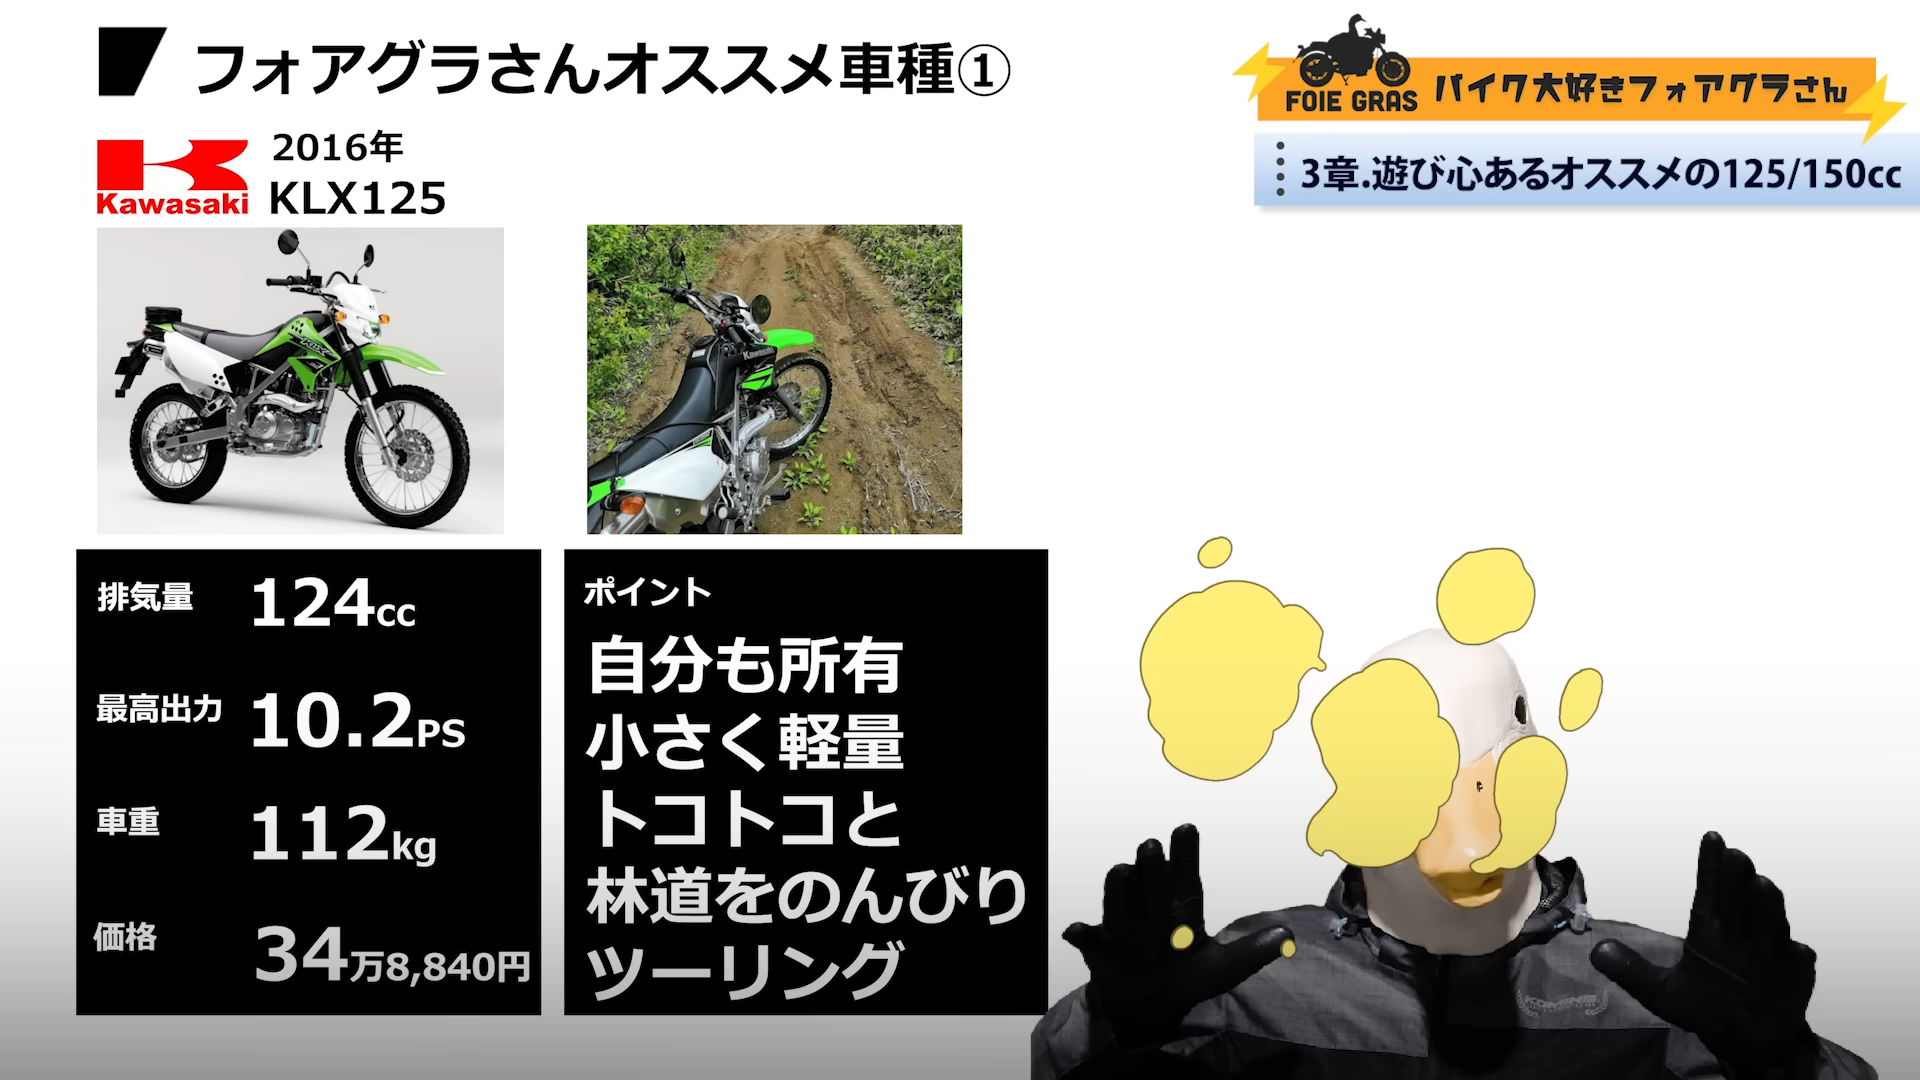 フォアグラさんオススメ車種①
FOIE GRAS
バイク大好きフォアグラさん
3章.遊び心あるオススメの125/150cc
Kawasaki
2016年
KLX125
KLX
Kawasaki
排気量 124cc
最高出力 10.2PS
車重 112kg
価格 34万8,840円
ポイント
自分も所有
小さく軽量
トコトコと
林道をのんびり
ツーリング
KOMINE